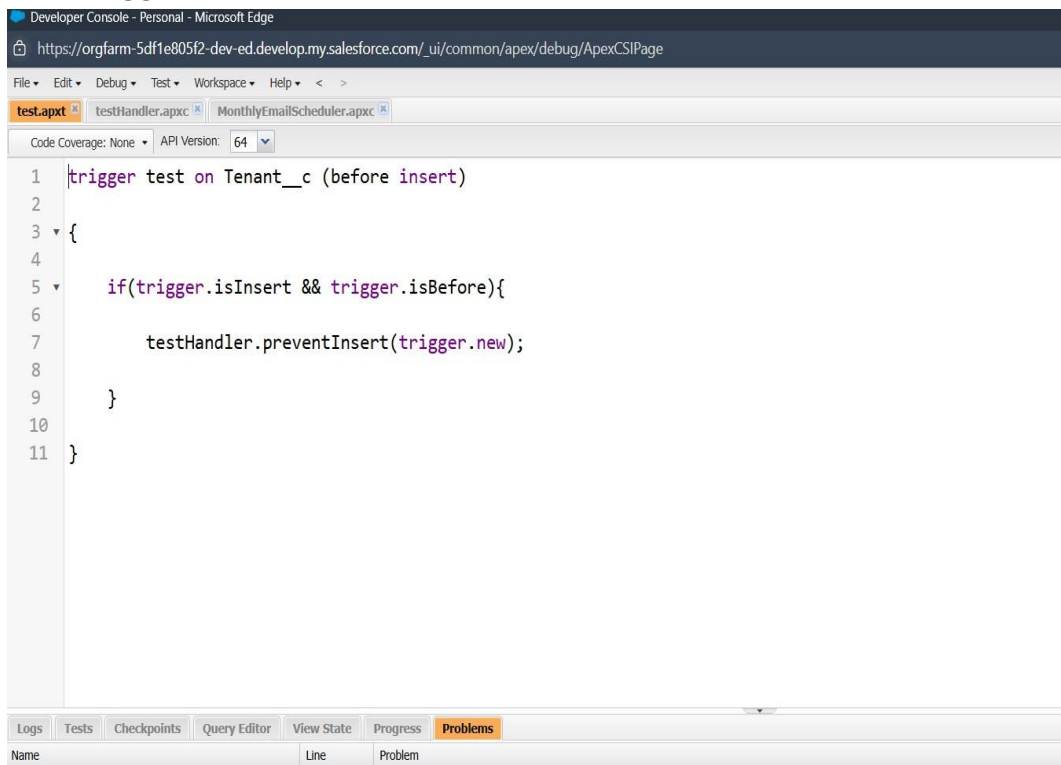 Developer Console - Personal - Microsoft Edge
https://orgfarm-5df1e805f2-dev-ed.develop.my.salesforce.com/_ui/common/apex/debug/ApexCSIPage
File Edit Debug Test Workspace Help < >
test.apxt testHandler.apxc MonthlyEmailScheduler.apxc
Code Coverage: None API Version: 64
1 trigger test on Tenant__c (before insert)
2
3 {
4
5 if(trigger.isInsert && trigger.isBefore){
6
7 testHandler.preventInsert(trigger.new);
8
9 }
10
11 }
Logs Tests Checkpoints Query Editor View State Progress Problems
Name Line Problem